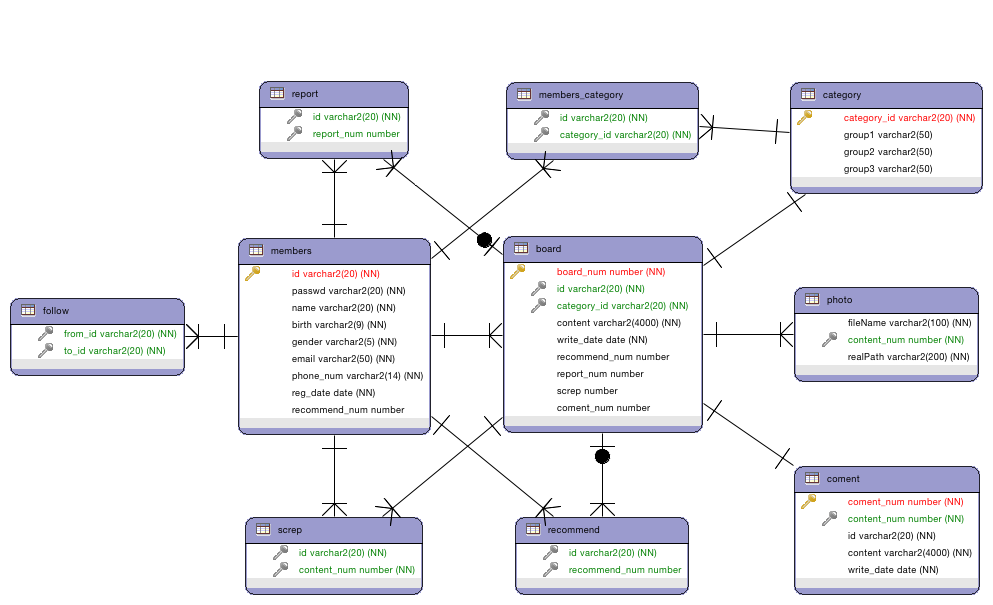 report
id varchar2(20) (NN)
report_num number
members_category
id varchar2(20) (NN)
category_id varchar2(20) (NN)
category
category_id varchar2(20) (NN)
group1 varchar2(50)
group2 varchar2(50)
group3 varchar2(50)
members
id varchar2(20) (NN)
passwd varchar2(20) (NN)
name varchar2(20) (NN)
birth varchar2(9) (NN)
gender varchar2(5) (NN)
email varchar2(50) (NN)
phone_num varchar2(14) (NN)
reg_date date (NN)
recommend_num number
board
board_num number (NN)
id varchar2(20) (NN)
category_id varchar2(20) (NN)
content varchar2(4000) (NN)
write_date date (NN)
recommend_num number
report_num number
screp number
coment_num number
follow
from_id varchar2(20) (NN)
to_id varchar2(20) (NN)
photo
fileName varchar2(100) (NN)
content_num number (NN)
realPath varchar2(200) (NN)
coment
coment_num number (NN)
content_num number (NN)
id varchar2(20) (NN)
content varchar2(4000) (NN)
write_date date (NN)
screp
id varchar2(20) (NN)
content_num number (NN)
recommend
id varchar2(20) (NN)
recommend_num number